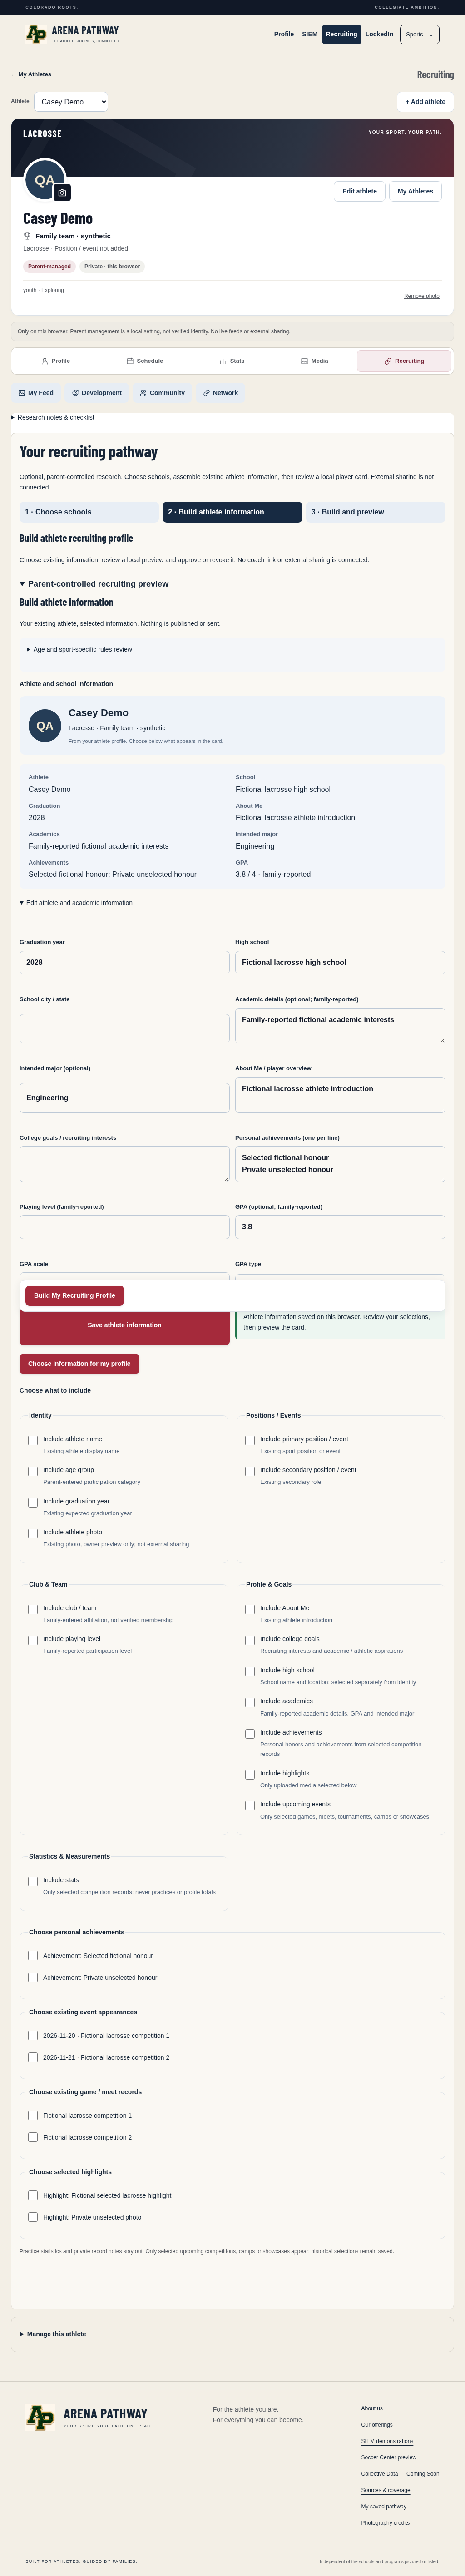 COLORADO ROOTS.
COLLEGIATE AMBITION.
AP
ARENA PATHWAY
THE ATHLETE JOURNEY, CONNECTED.
Profile
SIEM
Recruiting
LockedIn
Sports
← My Athletes
Recruiting
Athlete
Casey Demo
+ Add athlete
LACROSSE
YOUR SPORT. YOUR PATH.
QA
Edit athlete
My Athletes
Casey Demo
Family team · synthetic
Lacrosse · Position / event not added
Parent-managed
Private · this browser
youth · Exploring
Remove photo
Only on this browser. Parent management is a local setting, not verified identity. No live feeds or external sharing.
Profile
Schedule
Stats
Media
Recruiting
My Feed
Development
Community
Network
Research notes & checklist
Your recruiting pathway
Optional, parent-controlled research. Choose schools, assemble existing athlete information, then review a local player card. External sharing is not
connected.
1 · Choose schools
2 · Build athlete information
3 · Build and preview
Build athlete recruiting profile
Choose existing information, review a local preview and approve or revoke it. No coach link or external sharing is connected.
Parent-controlled recruiting preview
Build athlete information
Your existing athlete, selected information. Nothing is published or sent.
Age and sport-specific rules review
Athlete and school information
QA
Casey Demo
Lacrosse · Family team · synthetic
From your athlete profile. Choose below what appears in the card.
Athlete
Casey Demo
School
Fictional lacrosse high school
Graduation
2028
About Me
Fictional lacrosse athlete introduction
Academics
Family-reported fictional academic interests
Intended major
Engineering
Achievements
Selected fictional honour; Private unselected honour
GPA
3.8 / 4 · family-reported
Edit athlete and academic information
Graduation year
2028
High school
Fictional lacrosse high school
School city / state
Academic details (optional; family-reported)
Family-reported fictional academic interests
Intended major (optional)
Engineering
About Me / player overview
Fictional lacrosse athlete introduction
College goals / recruiting interests
Personal achievements (one per line)
Selected fictional honour
Private unselected honour
Playing level (family-reported)
GPA (optional; family-reported)
3.8
GPA scale
GPA type
Build My Recruiting Profile
Save athlete information
Athlete information saved on this browser. Review your selections,
then preview the card.
Choose information for my profile
Choose what to include
Identity
Include athlete name
Existing athlete display name
Include age group
Parent-entered participation category
Include graduation year
Existing expected graduation year
Include athlete photo
Existing photo, owner preview only; not external sharing
Positions / Events
Include primary position / event
Existing sport position or event
Include secondary position / event
Existing secondary role
Club & Team
Include club / team
Family-entered affiliation, not verified membership
Include playing level
Family-reported participation level
Profile & Goals
Include About Me
Existing athlete introduction
Include college goals
Recruiting interests and academic / athletic aspirations
Include high school
School name and location; selected separately from identity
Include academics
Family-reported academic details, GPA and intended major
Include achievements
Personal honors and achievements from selected competition
records
Include highlights
Only uploaded media selected below
Include upcoming events
Only selected games, meets, tournaments, camps or showcases
Statistics & Measurements
Include stats
Only selected competition records; never practices or profile totals
Choose personal achievements
Achievement: Selected fictional honour
Achievement: Private unselected honour
Choose existing event appearances
2026-11-20 · Fictional lacrosse competition 1
2026-11-21 · Fictional lacrosse competition 2
Choose existing game / meet records
Fictional lacrosse competition 1
Fictional lacrosse competition 2
Choose selected highlights
Highlight: Fictional selected lacrosse highlight
Highlight: Private unselected photo
Practice statistics and private record notes stay out. Only selected upcoming competitions, camps or showcases appear; historical selections remain saved.
Manage this athlete
AP
ARENA PATHWAY
YOUR SPORT. YOUR PATH. ONE PLACE.
For the athlete you are.
For everything you can become.
About us
Our offerings
SIEM demonstrations
Soccer Center preview
Collective Data — Coming Soon
Sources & coverage
My saved pathway
Photography credits
BUILT FOR ATHLETES. GUIDED BY FAMILIES.
Independent of the schools and programs pictured or listed.